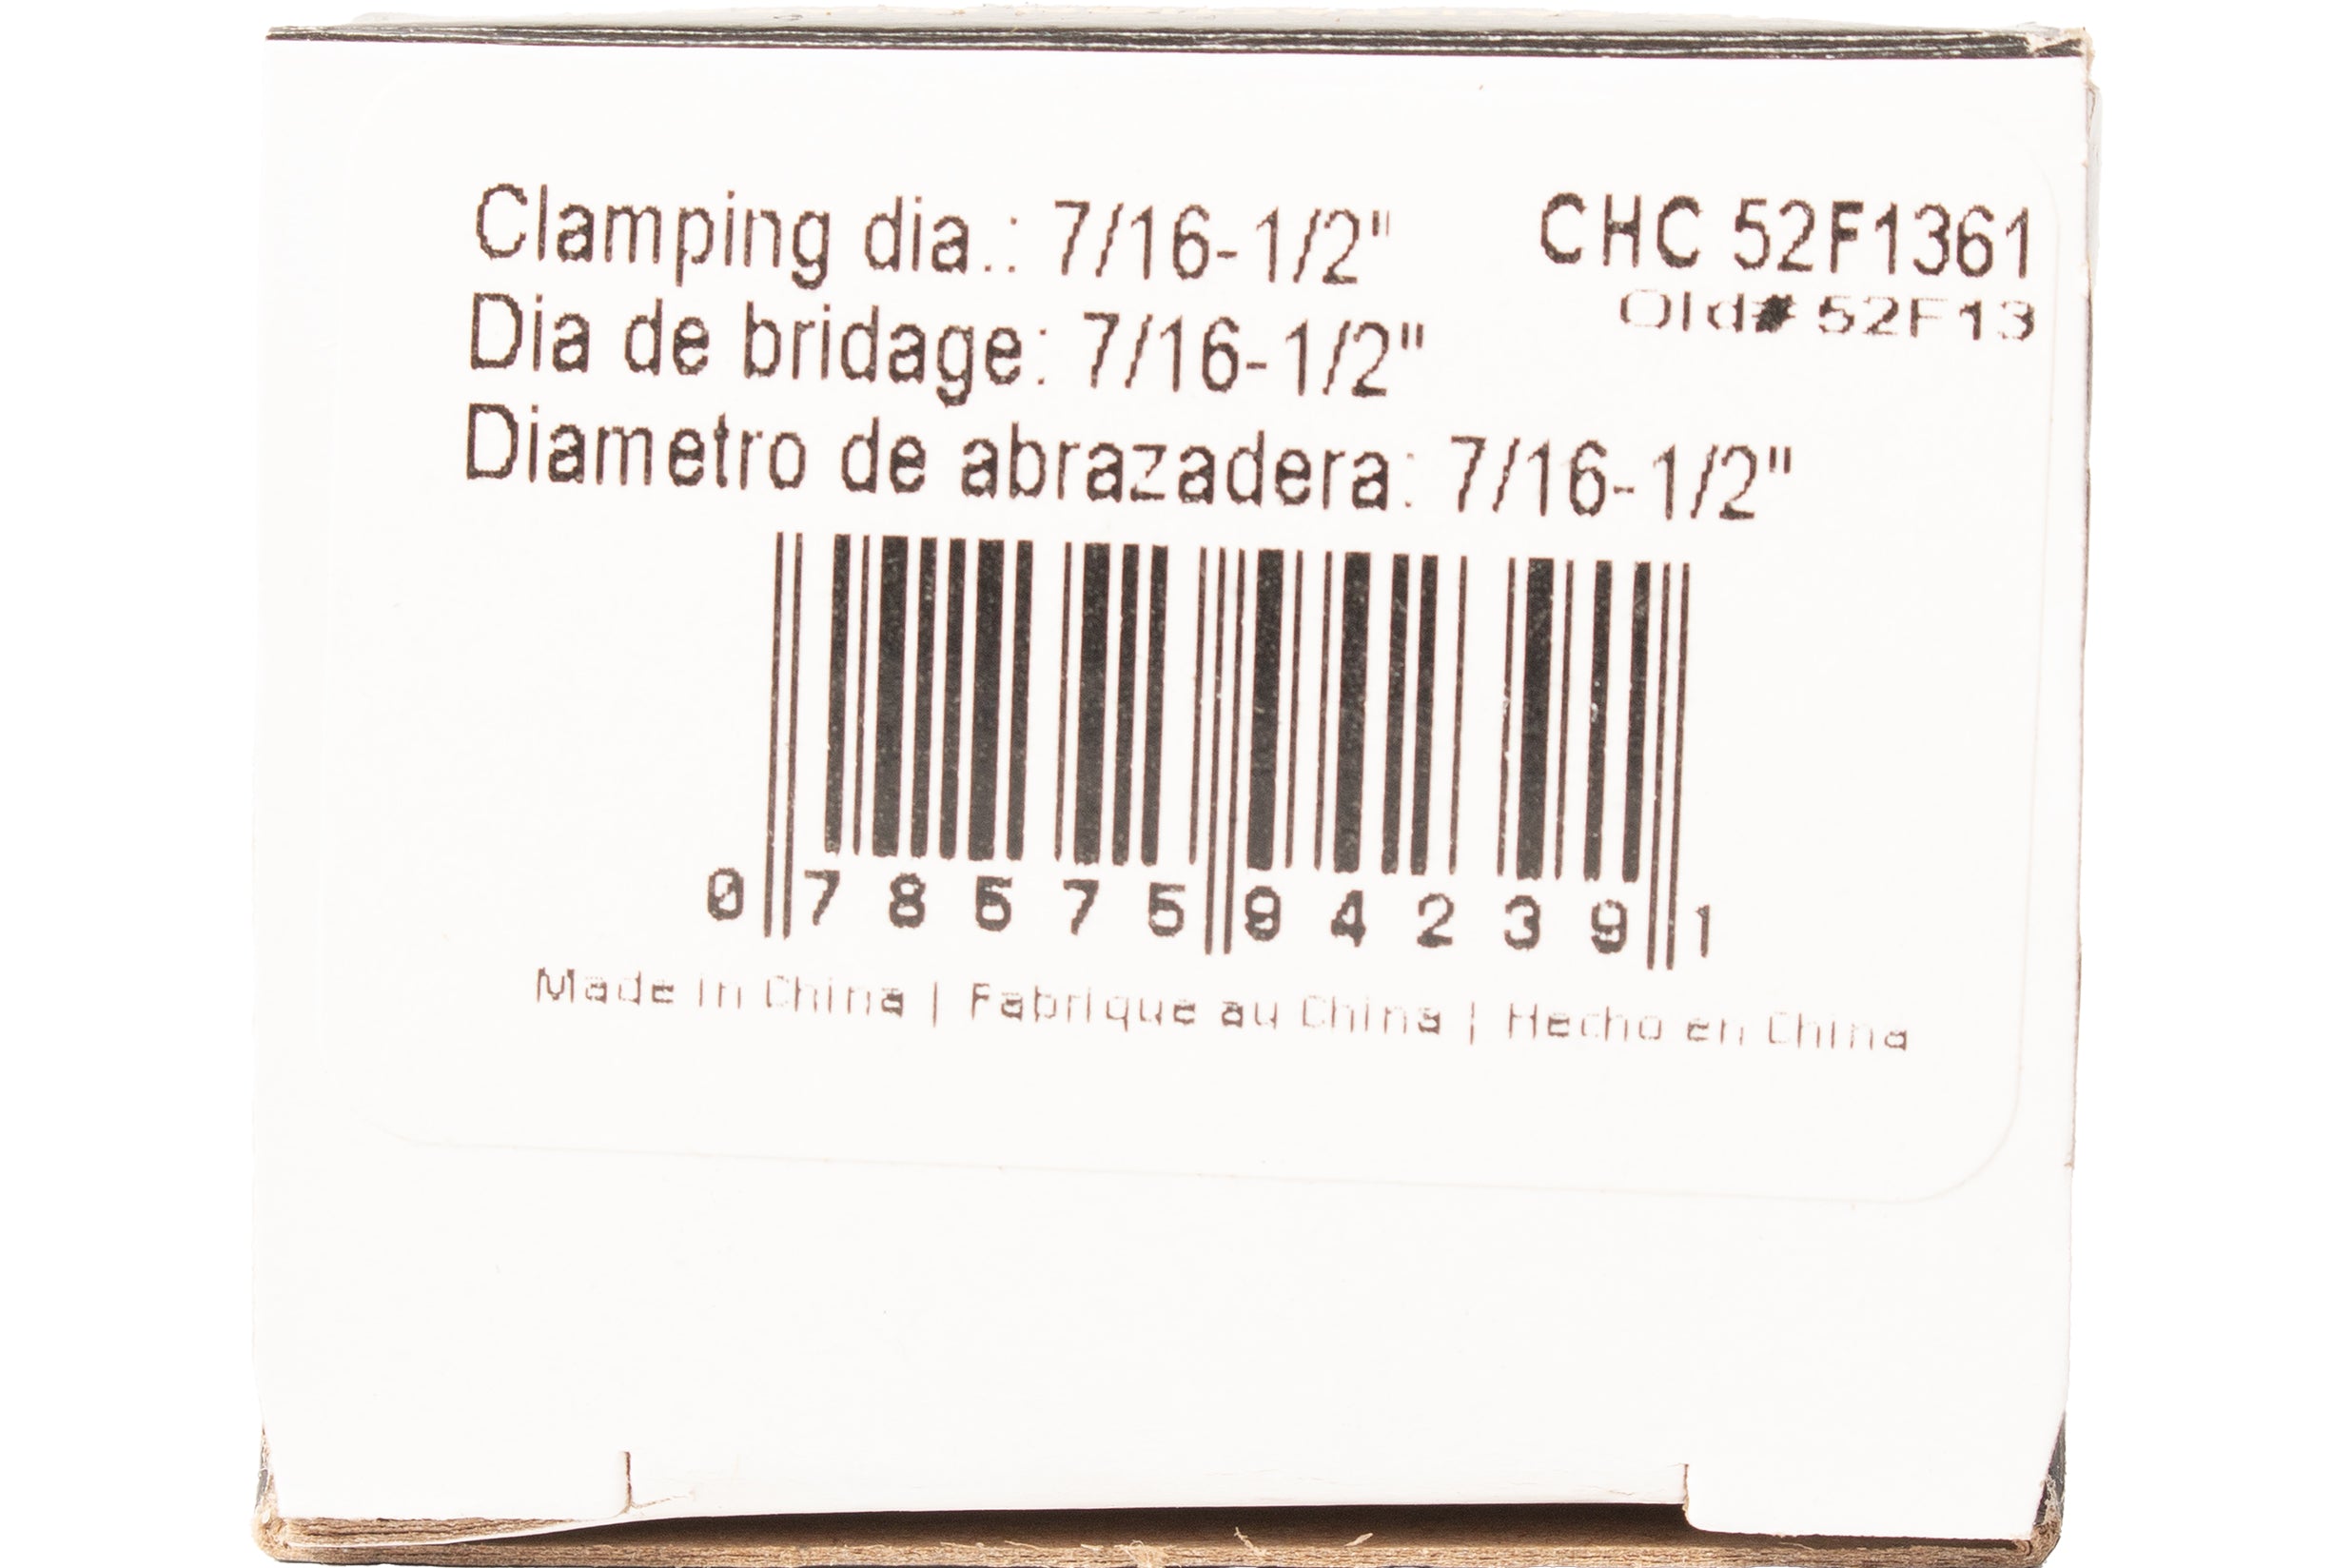 Clamping dia.: 7/16-1/2"
CHC 52F1361
Old# 52F13
Dia de bridage: 7/16-1/2"
Diametro de abrazadera: 7/16-1/2"
0 78575 94239 1
Made in China | Fabrique au China | Hecho en China